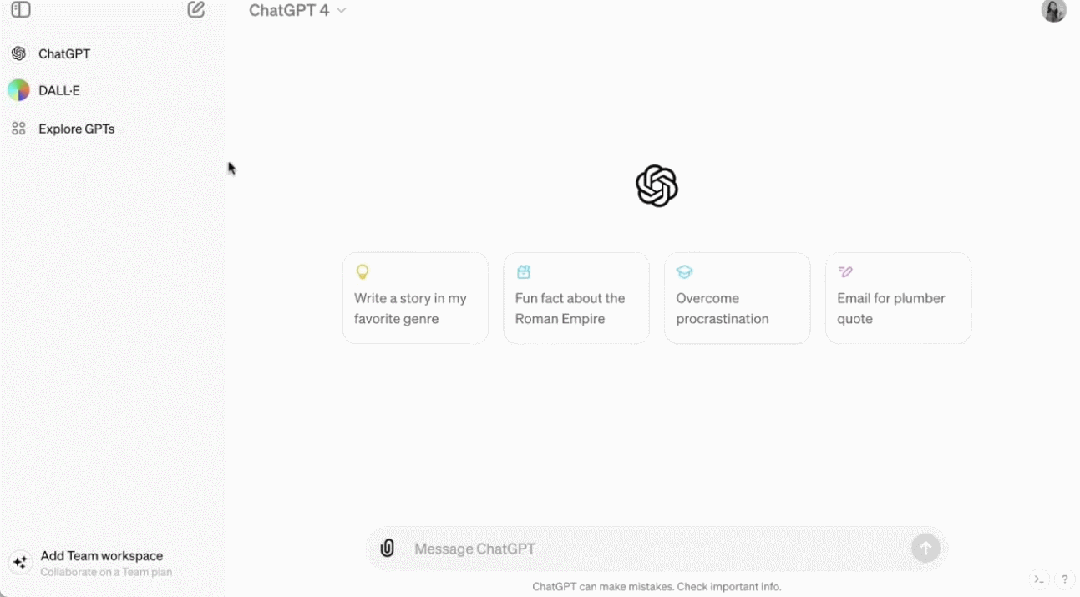 ChatGPT 4
ChatGPT
DALL·E
Explore GPTs
Write a story in my
favorite genre
Fun fact about the
Roman Empire
Overcome
procrastination
Email for plumber
quote
Add Team workspace
Collaborate on a Team plan
Message ChatGPT
ChatGPT can make mistakes. Check important info.
?